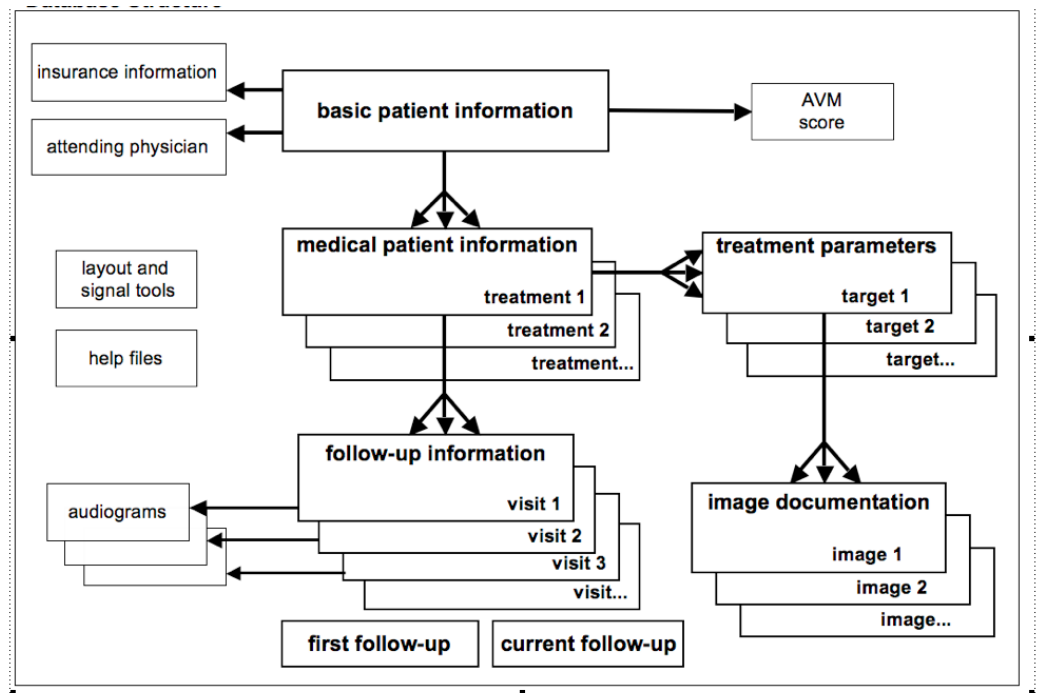 insurance information
basic patient information
AVM
score
attending physician
medical patient information
treatment 1
treatment 2
treatment...
treatment parameters
target 1
target 2
target...
layout and
signal tools
help files
follow-up information
visit 1
visit 2
visit 3
visit...
audiograms
image documentation
image 1
image 2
image...
first follow-up
current follow-up